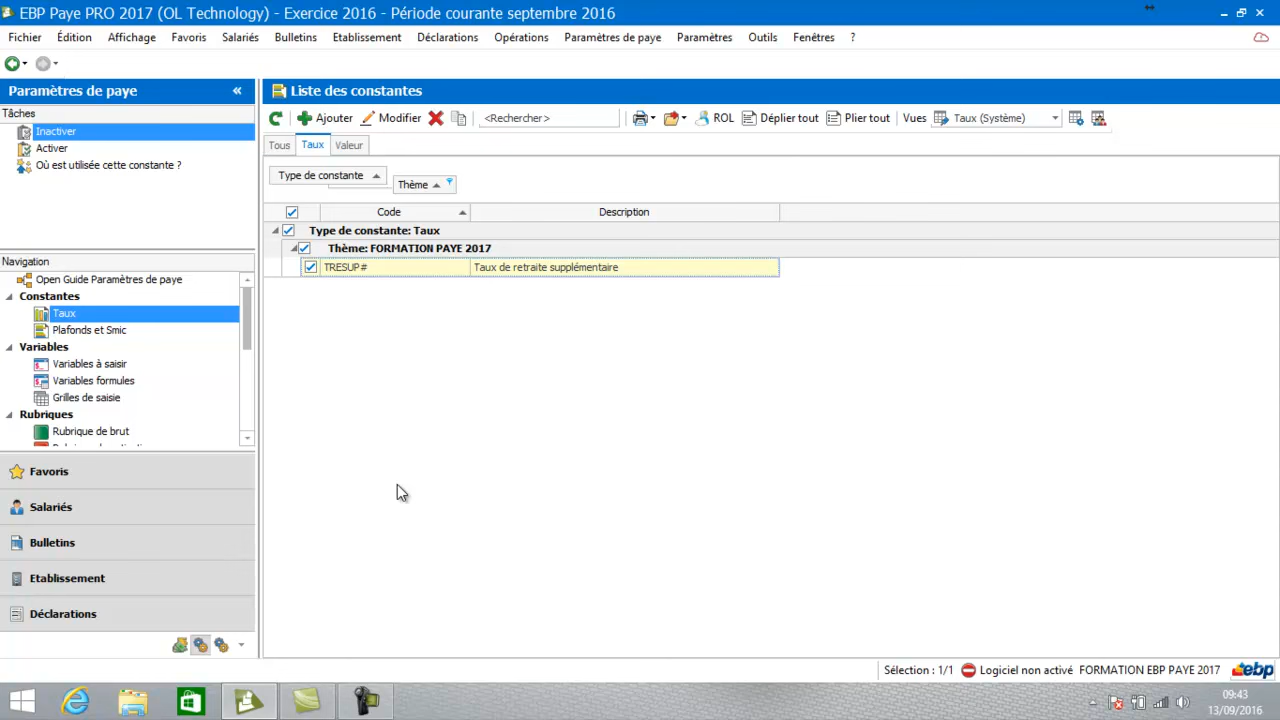 EBP Paye PRO 2017 (OL Technology) - Exercice 2016 - Période courante septembre 2016
Fichier Édition Affichage Favoris Salariés Bulletins Etablissement Déclarations Opérations Paramètres de paye Paramètres Outils Fenêtres ?
Paramètres de paye «
Tâches
Inactiver
Activer
Où est utilisée cette constante ?
Navigation
Open Guide Paramètres de paye
Constantes
Taux
Plafonds et Smic
Variables
Variables à saisir
Variables formules
Grilles de saisie
Rubriques
Rubrique de brut
Favoris
Salariés
Bulletins
Etablissement
Déclarations
Liste des constantes
Ajouter Modifier <Rechercher> ROL Déplier tout Plier tout Vues Taux (Système)
Tous Taux Valeur
Type de constante
Thème
Code Description
Type de constante: Taux
Thème: FORMATION PAYE 2017
TRESUP# Taux de retraite supplémentaire
Sélection : 1/1 Logiciel non activé FORMATION EBP PAYE 2017 ebp
09:43
13/09/2016